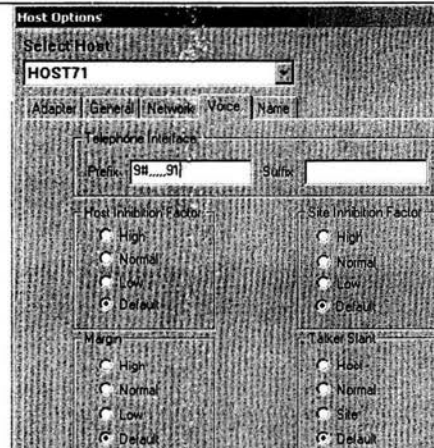 Host Options
Select Host
HOST71
Adapter General Network Voice Name
Telephone Interface
Prefix 9#,,,,,91 Suffix
Host Inhibition Factor Site Inhibition Factor
High High
Normal Normal
Low Low
Default Default
Margin Talker Slant
High Host
Normal Normal
Low Site
Default Default